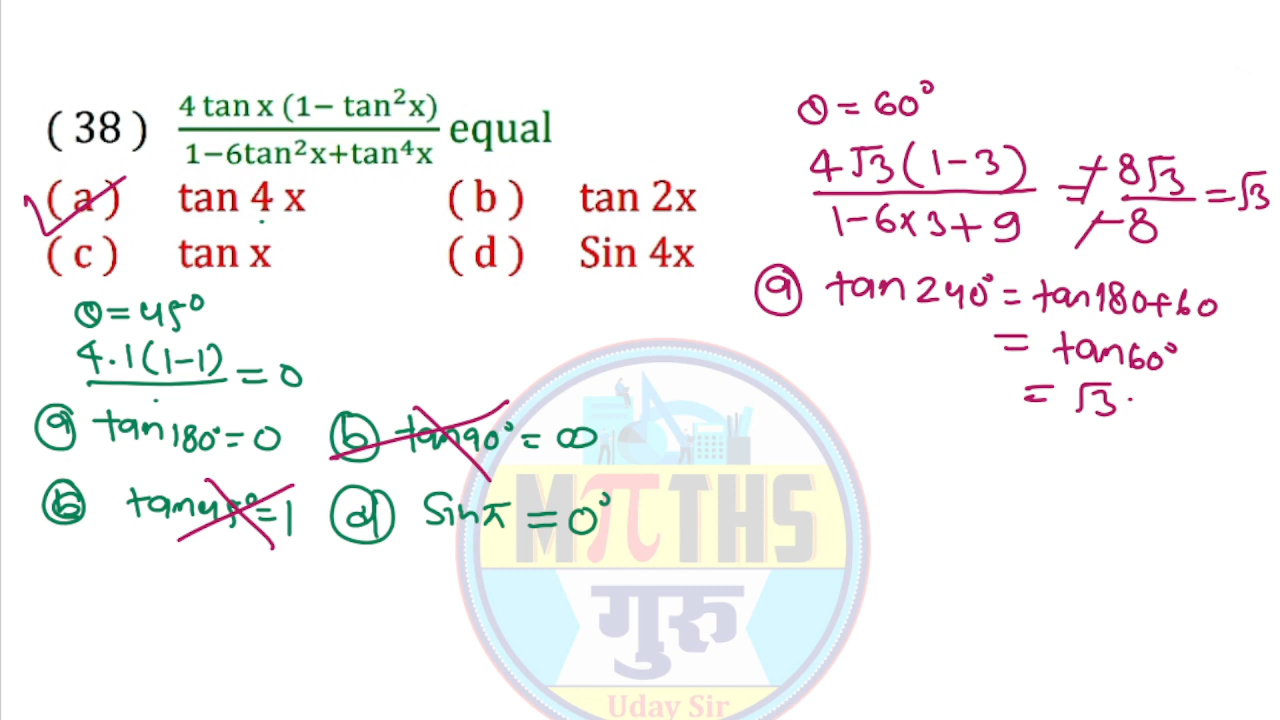 ( 38 ) 4 tan x (1− tan²x) / 1−6tan²x+tan⁴x equal
( a ) tan 4 x ( b ) tan 2x
( c ) tan x ( d ) Sin 4x
θ = 45°
4.1(1-1) = 0
ⓐ tan 180° = 0 ⓑ tan 90° = ∞
ⓒ tan 45° = 1 ⓓ Sin π = 0°
θ = 60°
4√3(1-3) / 1-6×3+9 = -8√3 / -8 = √3
ⓐ tan 240° = tan 180+60
= tan 60°
= √3.
MπTHS
गुरु
Uday Sir